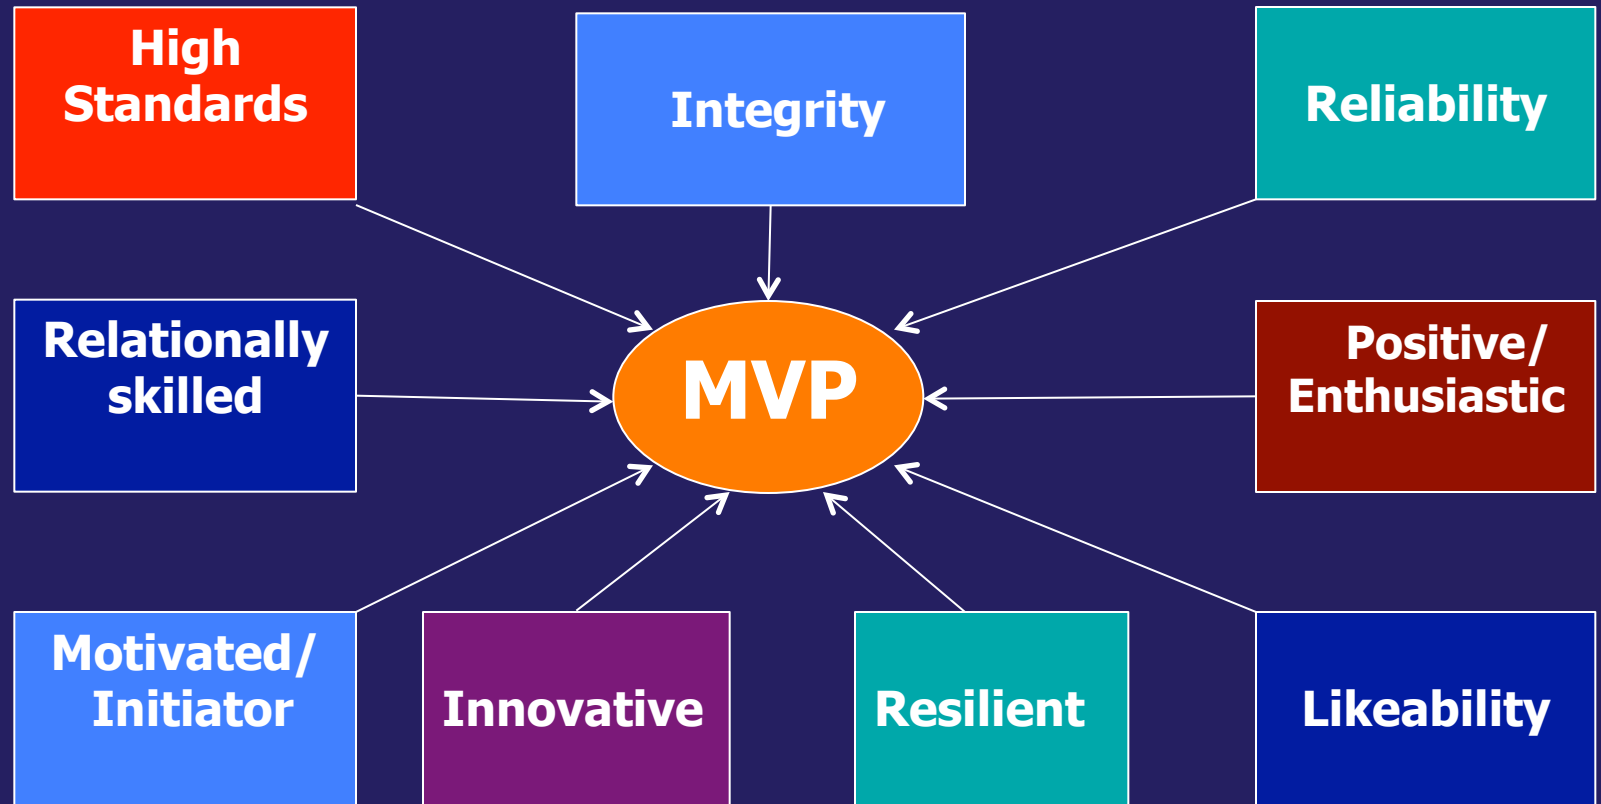 High
Standards
Integrity
Reliability
Relationally
skilled
MVP
Positive/
Enthusiastic
Motivated/
Initiator
Innovative
Resilient
Likeability